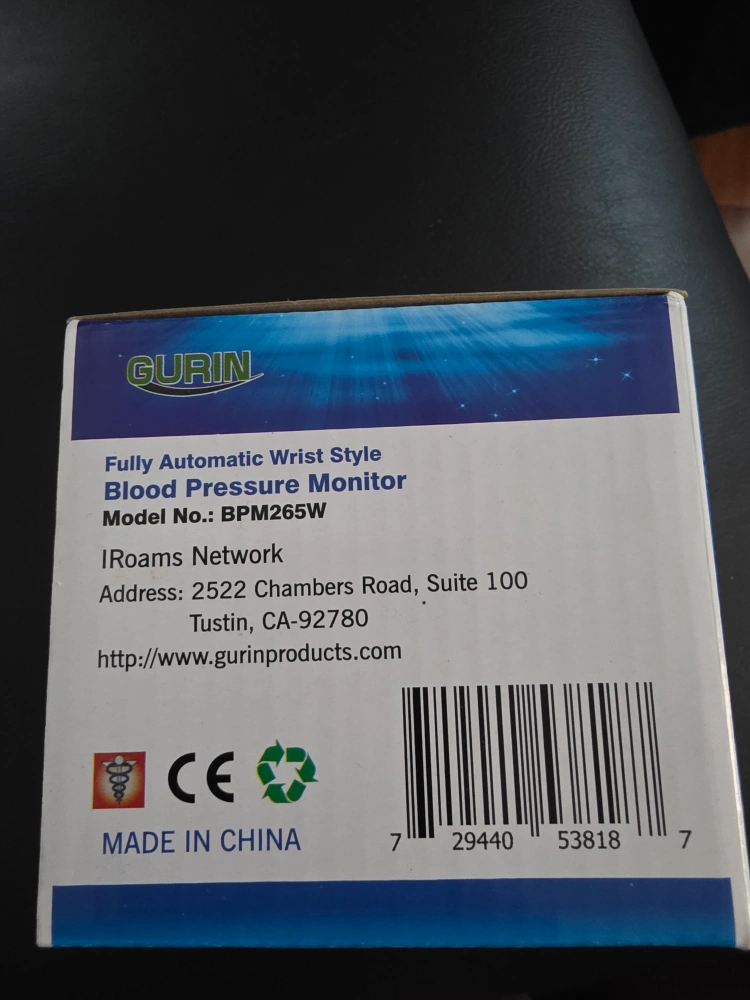 GURIN
Fully Automatic Wrist Style
Blood Pressure Monitor
Model No.: BPM265W
IRoams Network
Address: 2522 Chambers Road, Suite 100
Tustin, CA-92780
http://www.gurinproducts.com
CE
MADE IN CHINA
7 29440 53818 7